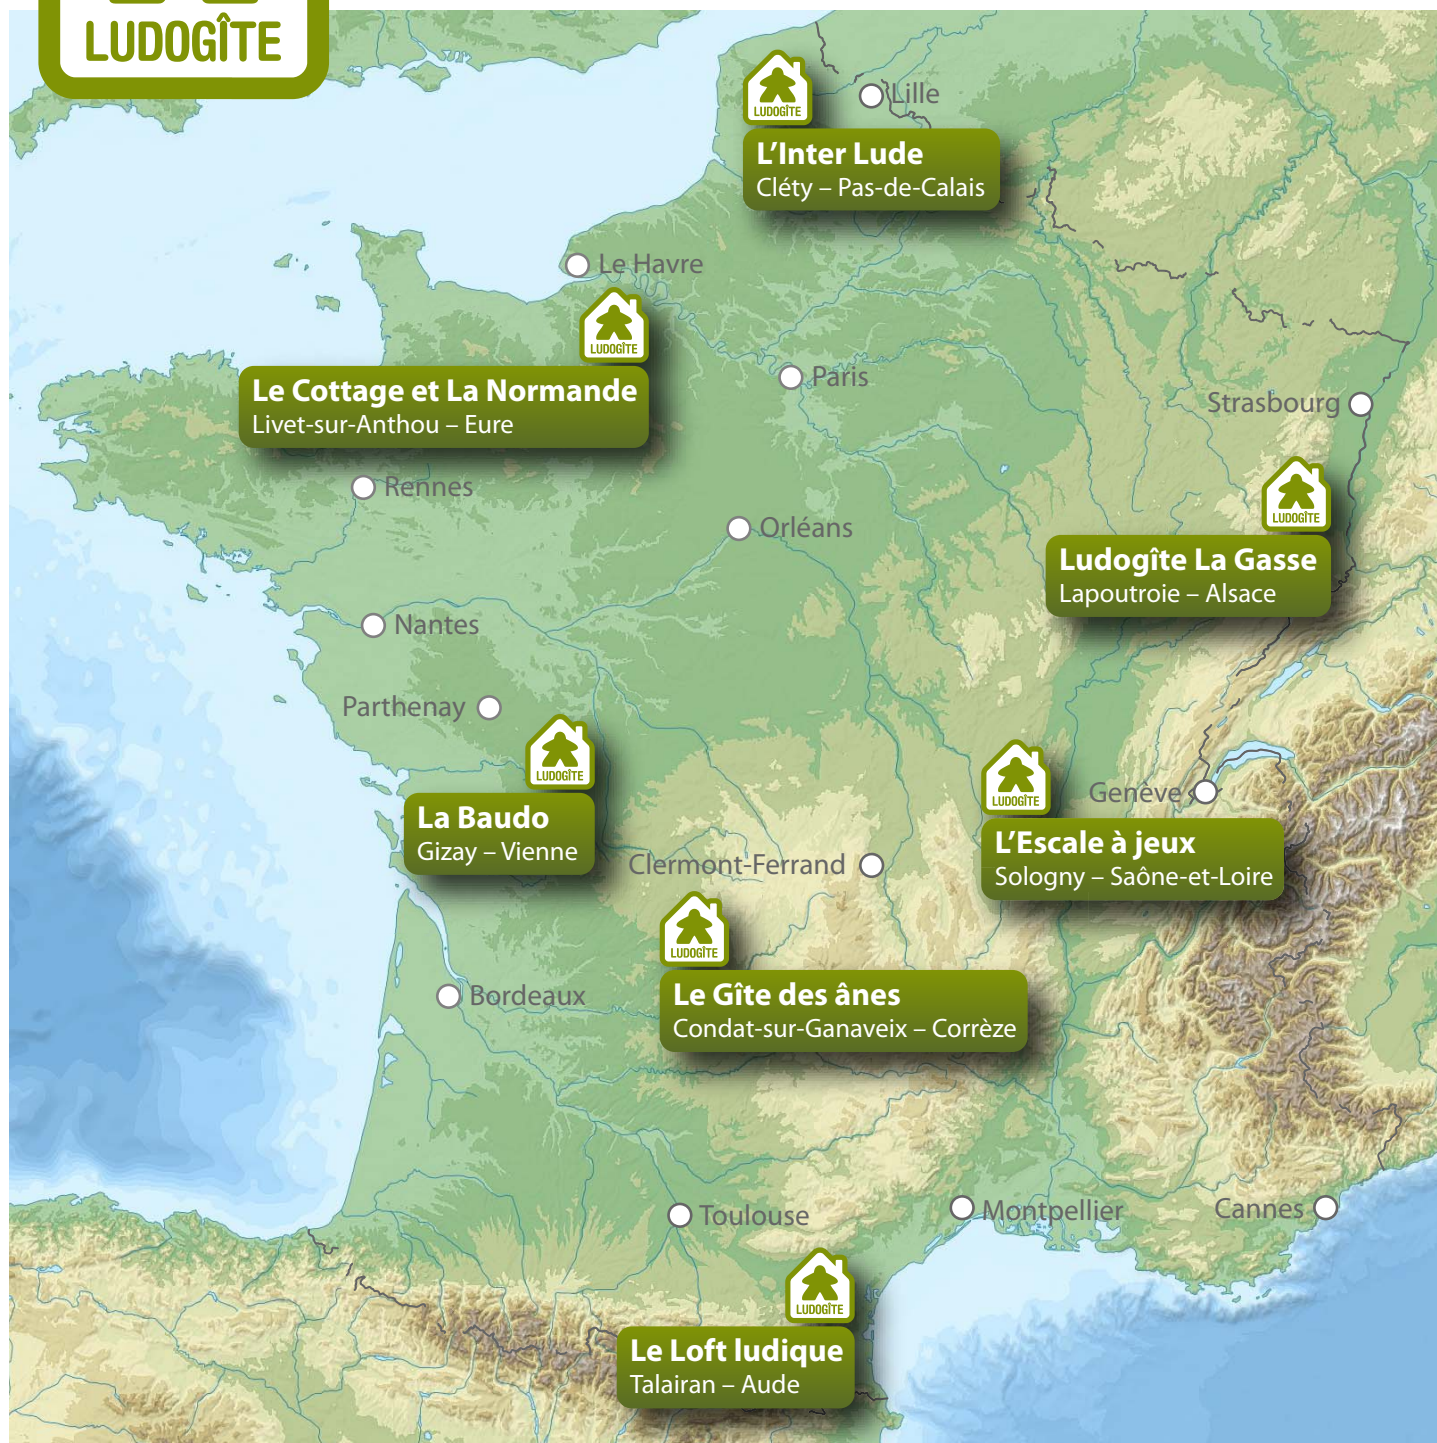 LUDOGÎTE
LUDOGÎTE
Lille
L'Inter Lude
Cléty – Pas-de-Calais
Le Havre
LUDOGÎTE
Le Cottage et La Normande
Livet-sur-Anthou – Eure
Paris
Strasbourg
Rennes
LUDOGÎTE
Orléans
Ludogîte La Gasse
Lapoutroie – Alsace
Nantes
Parthenay
LUDOGÎTE
La Baudo
Gizay – Vienne
LUDOGÎTE
Genève
L'Escale à jeux
Sologny – Saône-et-Loire
Clermont-Ferrand
LUDOGÎTE
Le Gîte des ânes
Condat-sur-Ganaveix – Corrèze
Bordeaux
Toulouse
Montpellier
Cannes
LUDOGÎTE
Le Loft ludique
Talairan – Aude